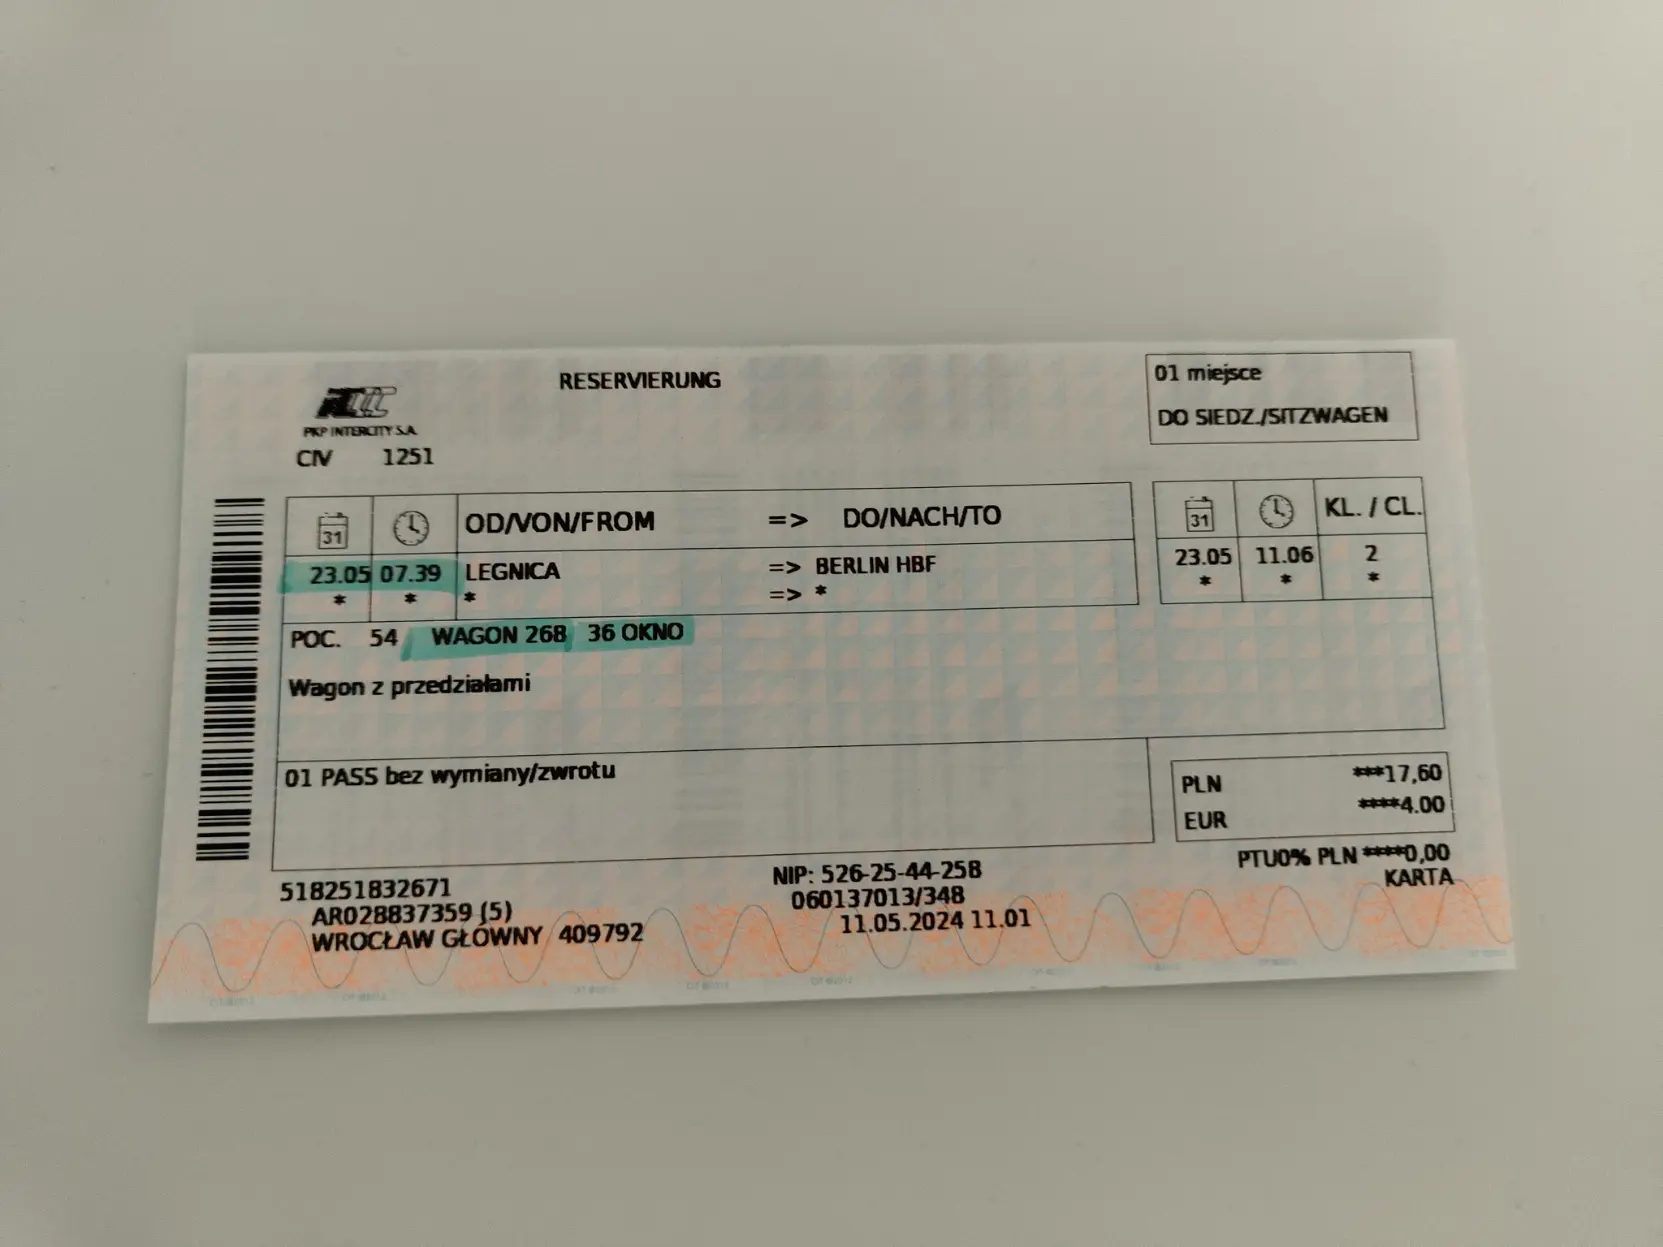 RESERVIERUNG
01 miejsce
DO SIEDZ./SITZWAGEN
PKP INTERCITY S.A.
CIV 1251
31 OD/VON/FROM => DO/NACH/TO 31 KL. / CL.
23.05 07.39 LEGNICA => BERLIN HBF 23.05 11.06 2
* * * => * * * *
POC. 54 WAGON 268 36 OKNO
Wagon z przedziałami
01 PASS bez wymiany/zwrotu
PLN ***17,60
EUR ****4.00
PTU0% PLN ****0,00
KARTA
518251832671
AR028837359 (5)
WROCŁAW GŁÓWNY 409792
NIP: 526-25-44-258
060137013/348
11.05.2024 11.01